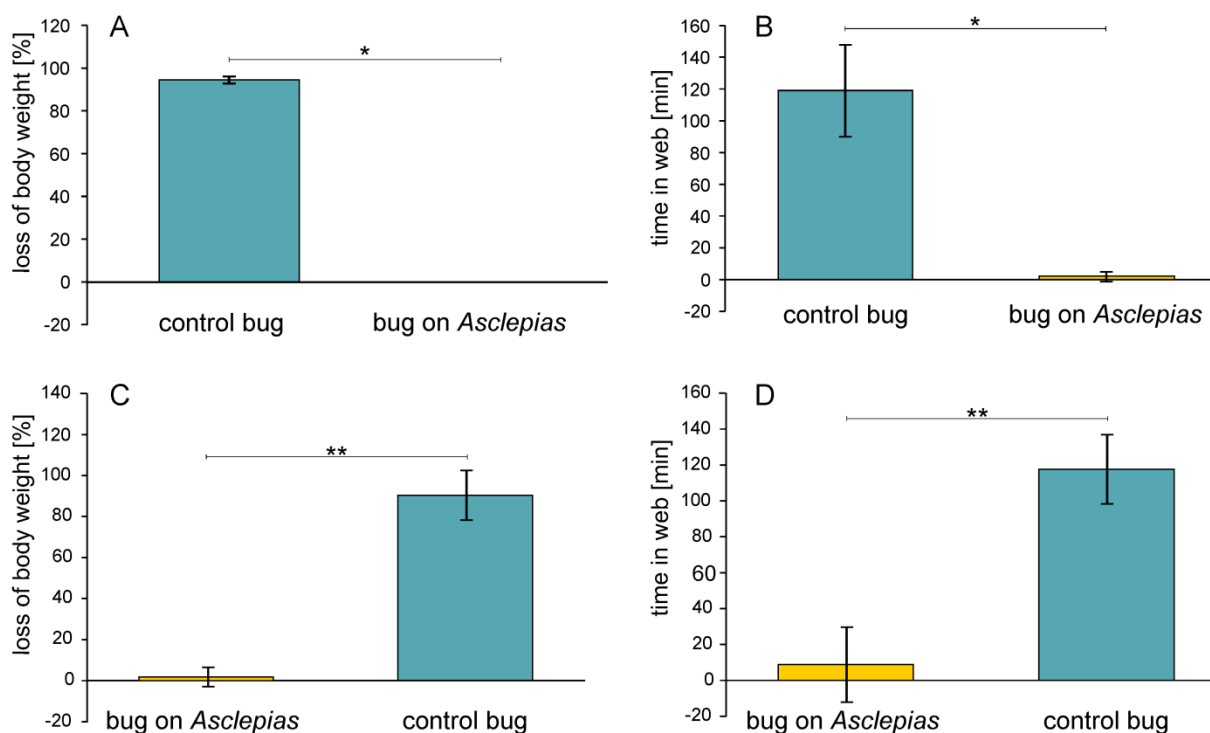 A
loss of body weight [%]
120
100
80
60
40
20
0
-20
*
control bug
bug on Asclepias
B
time in web [min]
160
140
120
100
80
60
40
20
0
-20
*
control bug
bug on Asclepias
C
loss of body weight [%]
140
120
100
80
60
40
20
0
-20
**
bug on Asclepias
control bug
D
time in web [min]
160
140
120
100
80
60
40
20
0
-20
**
bug on Asclepias
control bug